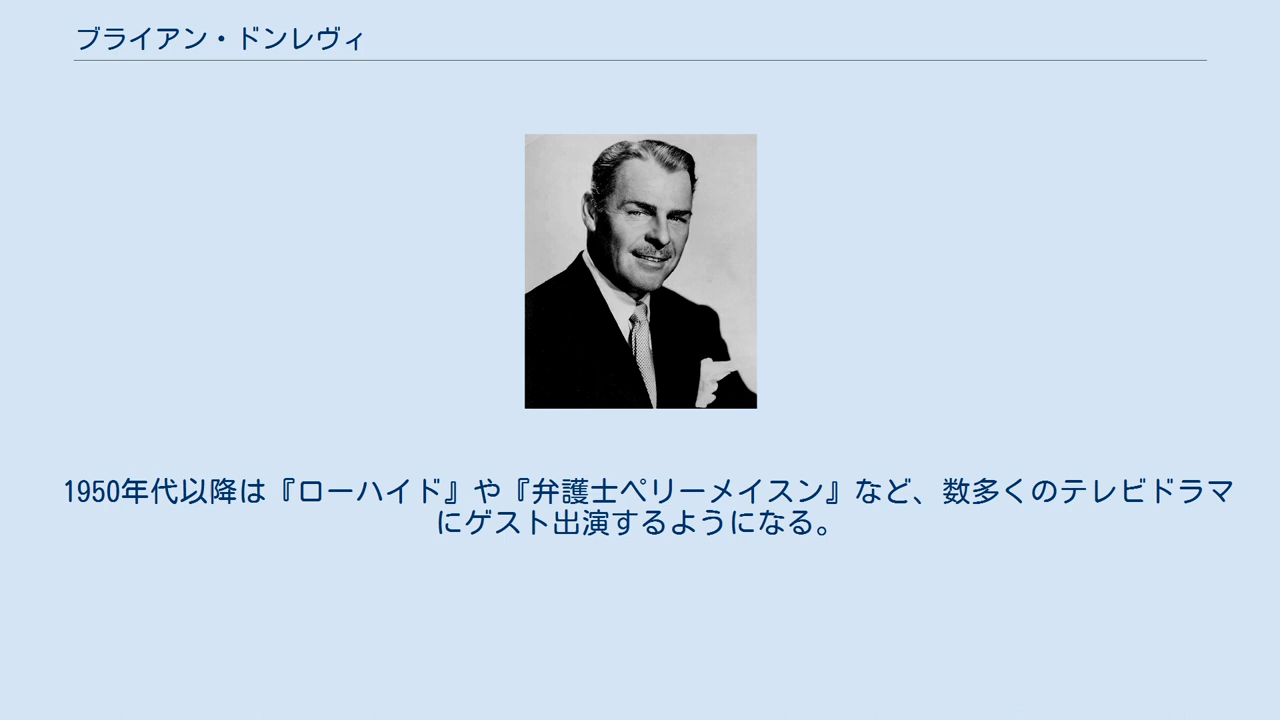 ブライアン・ドンレヴィ
1950年代以降は『ローハイド』や『弁護士ペリーメイスン』など、数多くのテレビドラマ
にゲスト出演するようになる。